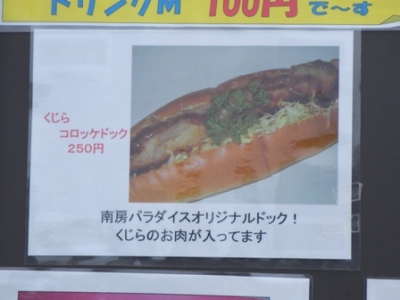 ドリンクM 100円で〜す
くじら
コロッケドック
250円
南房パラダイスオリジナルドック！
くじらのお肉が入ってます